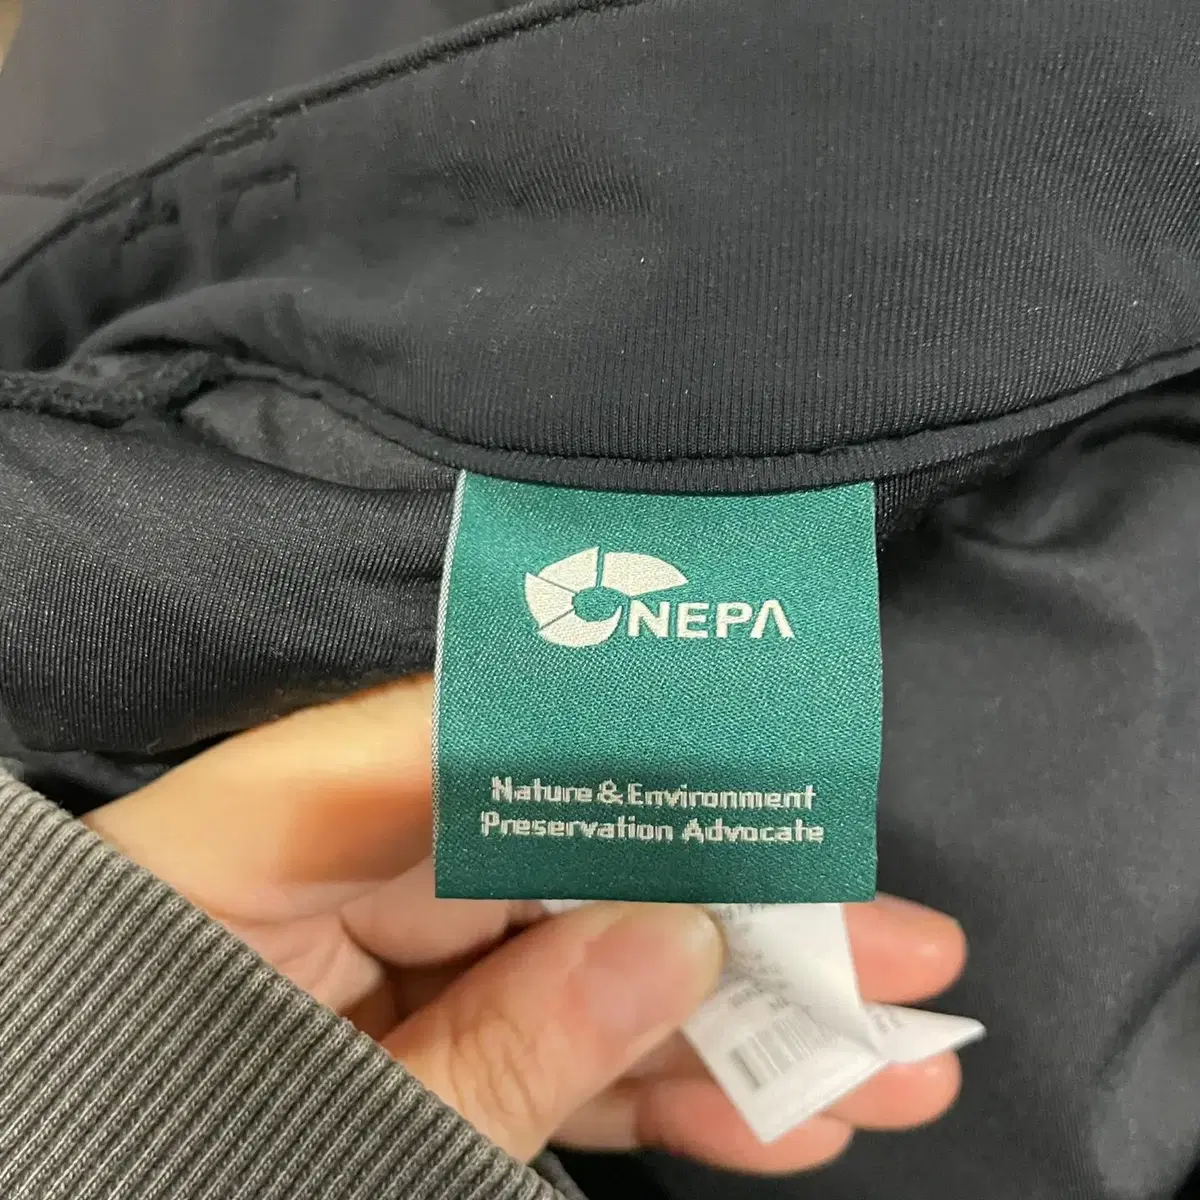 NEPA
Nature & Environment
Preservation Advocate